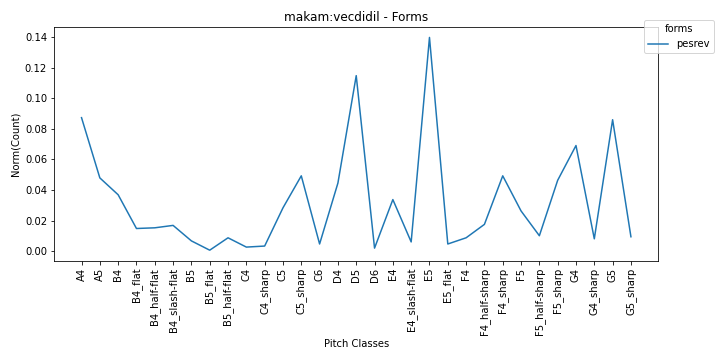 makam:vecdidil - Forms
forms
pesrev
Norm(Count)
0.14
0.12
0.10
0.08
0.06
0.04
0.02
0.00
A4
A5
B4
B4_flat
B4_half-flat
B4_slash-flat
B5
B5_flat
B5_half-flat
C4
C4_sharp
C5
C5_sharp
C6
D4
D5
D6
E4
E4_slash-flat
E5
E5_flat
F4
F4_half-sharp
F4_sharp
F5
F5_half-sharp
F5_sharp
G4
G4_sharp
G5
G5_sharp
Pitch Classes